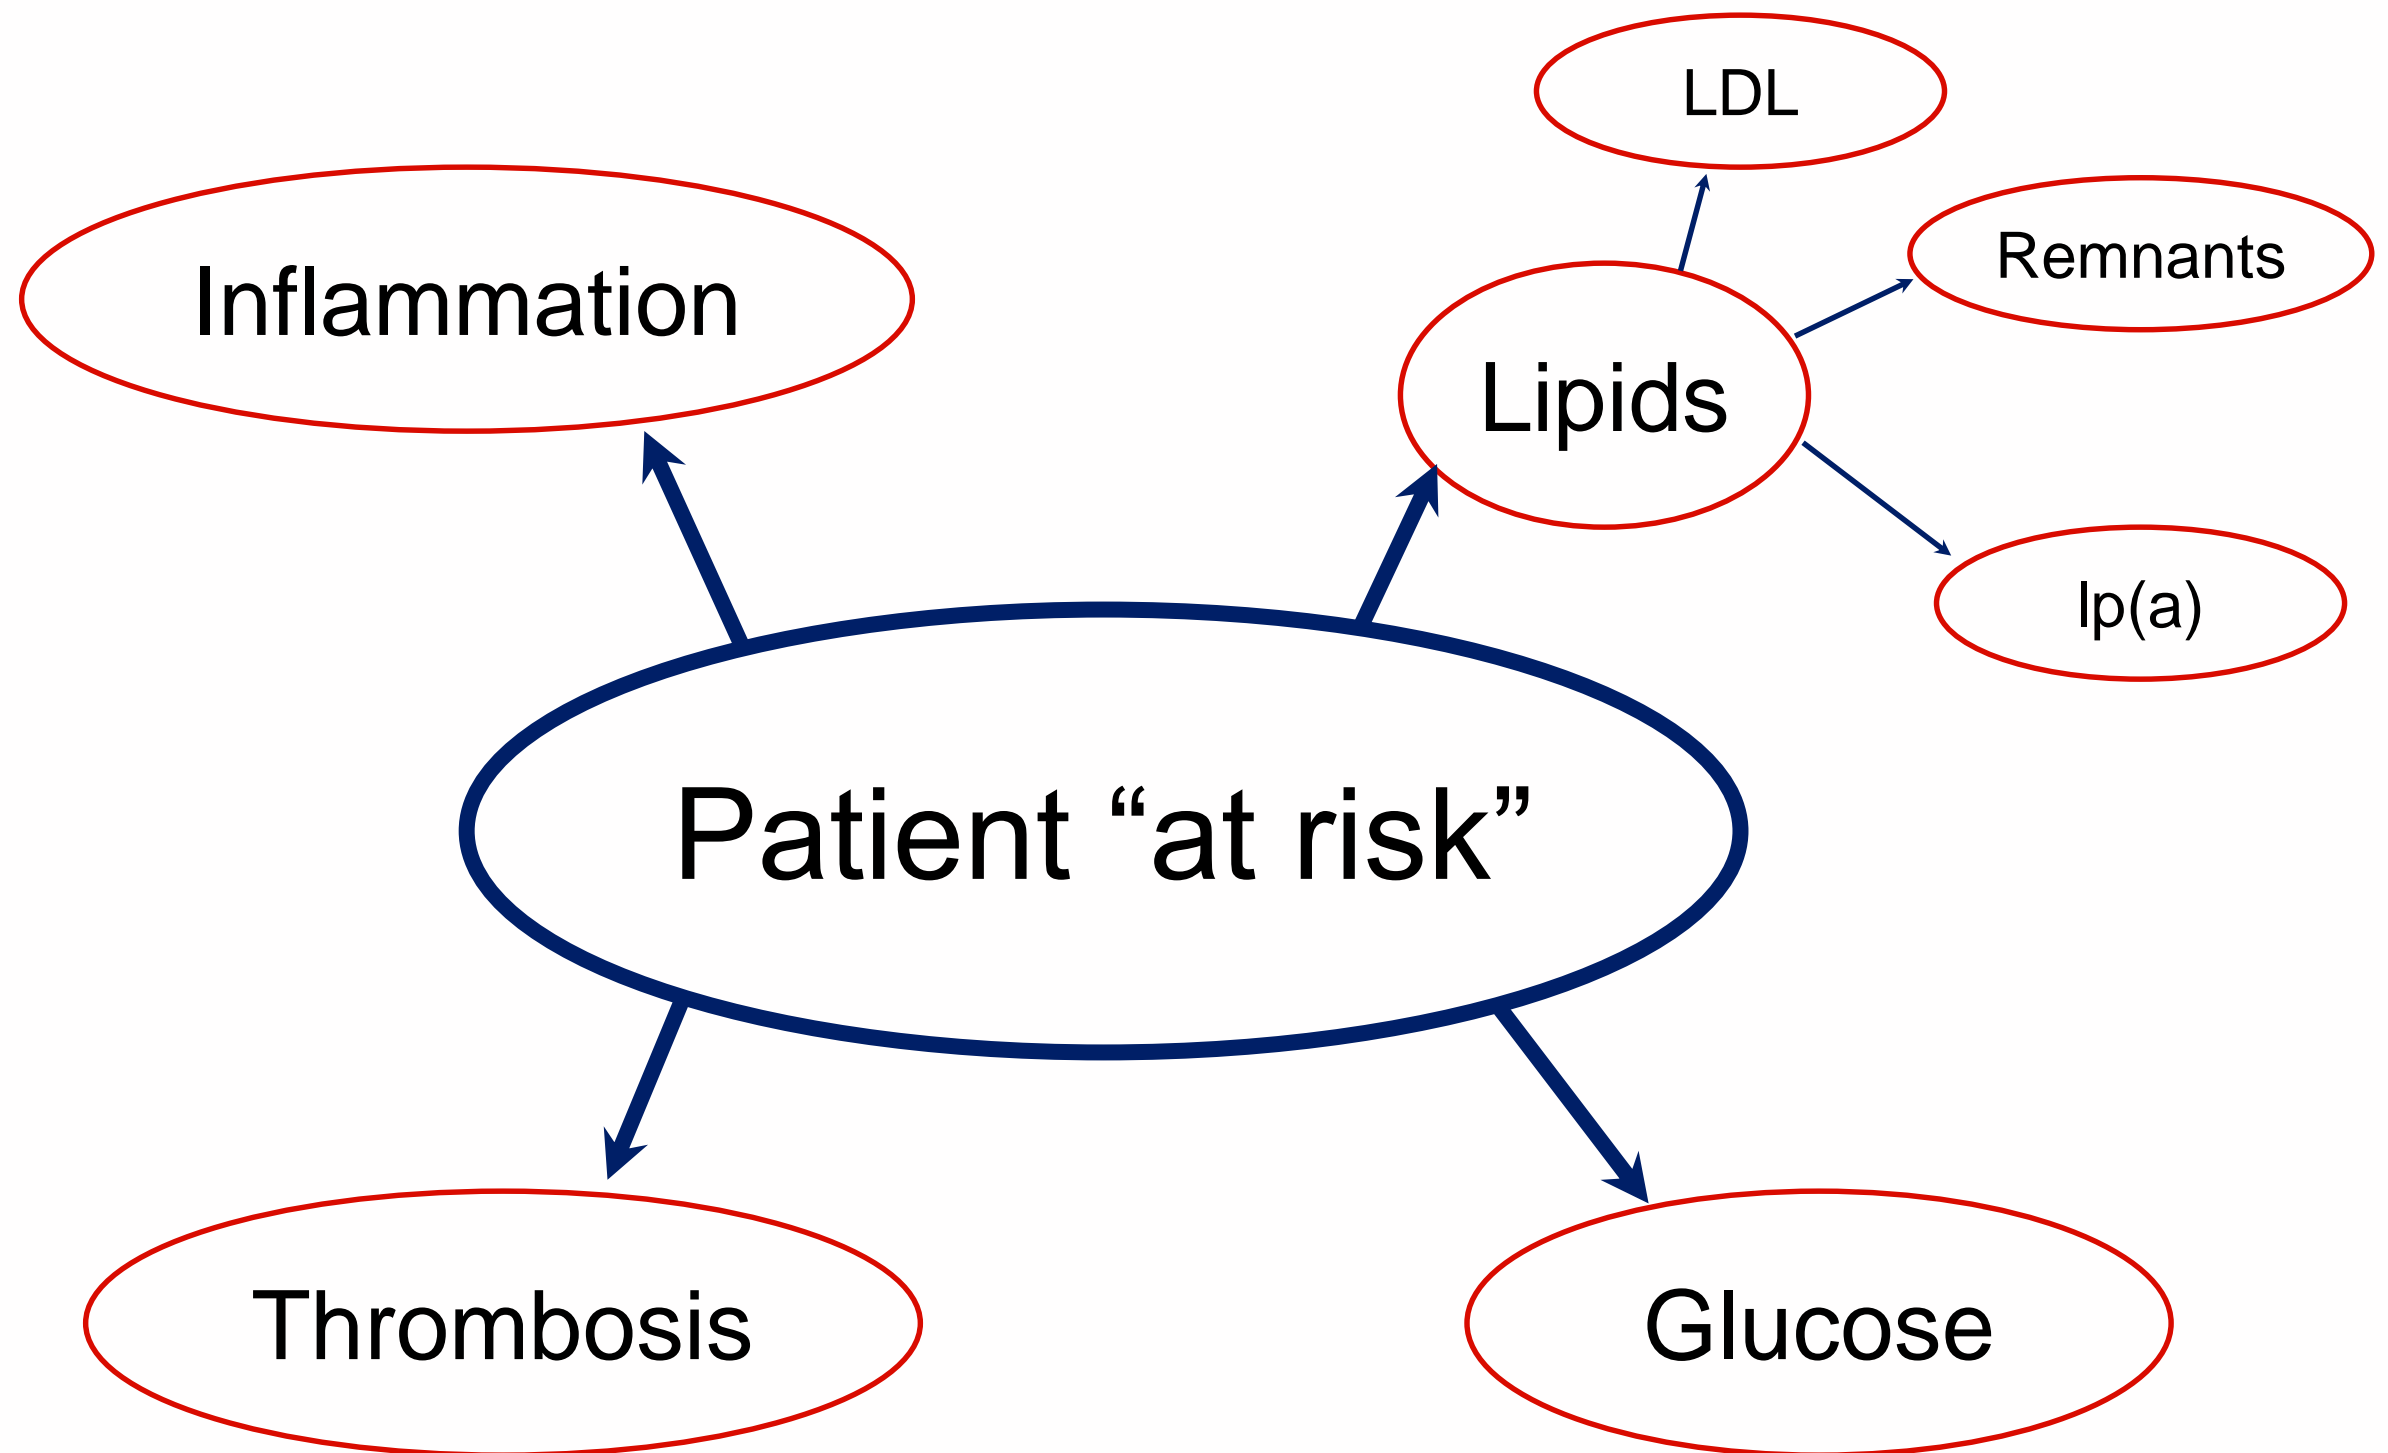 LDL
Remnants
Inflammation
Lipids
lp(a)
Patient “at risk”
Thrombosis
Glucose